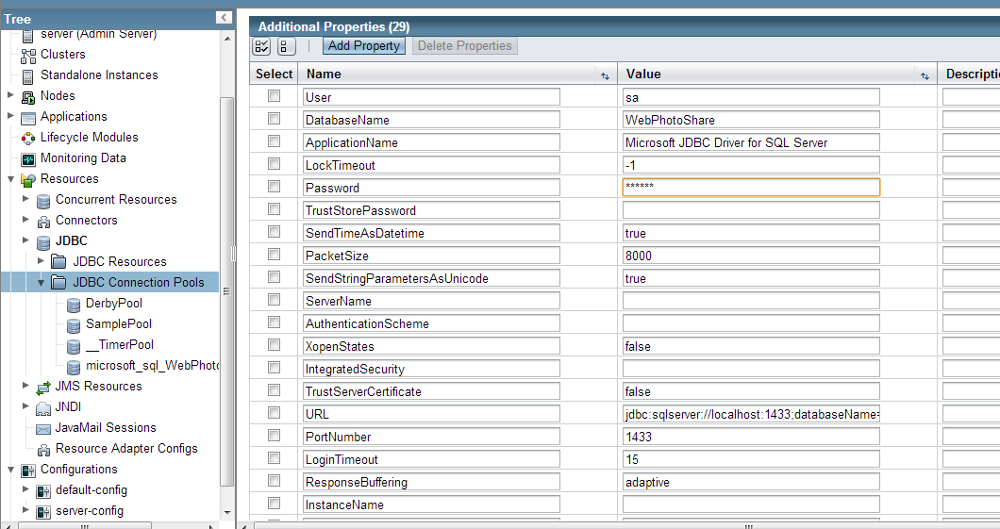 Tree
server (Admin Server)
Clusters
Standalone Instances
Nodes
Applications
Lifecycle Modules
Monitoring Data
Resources
Concurrent Resources
Connectors
JDBC
JDBC Resources
JDBC Connection Pools
DerbyPool
SamplePool
__TimerPool
microsoft_sql_WebPhoto
JMS Resources
JNDI
JavaMail Sessions
Resource Adapter Configs
Configurations
default-config
server-config
Additional Properties (29)
Add Property Delete Properties
Select Name Value Descripti
User sa
DatabaseName WebPhotoShare
ApplicationName Microsoft JDBC Driver for SQL Server
LockTimeout -1
Password ******
TrustStorePassword
SendTimeAsDatetime true
PacketSize 8000
SendStringParametersAsUnicode true
ServerName
AuthenticationScheme
XopenStates false
IntegratedSecurity
TrustServerCertificate false
URL jdbc:sqlserver://localhost:1433;databaseName=
PortNumber 1433
LoginTimeout 15
ResponseBuffering adaptive
InstanceName